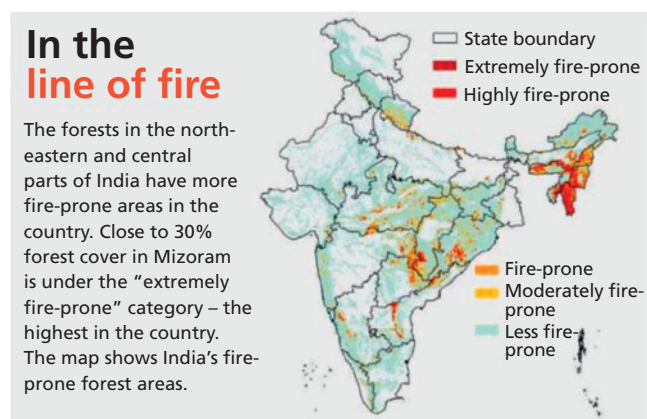 In the
line of fire
The forests in the north-
eastern and central
parts of India have more
fire-prone areas in the
country. Close to 30%
forest cover in Mizoram
is under the “extremely
fire-prone” category – the
highest in the country.
The map shows India’s fire-
prone forest areas.
State boundary
Extremely fire-prone
Highly fire-prone
Fire-prone
Moderately fire-
prone
Less fire-
prone